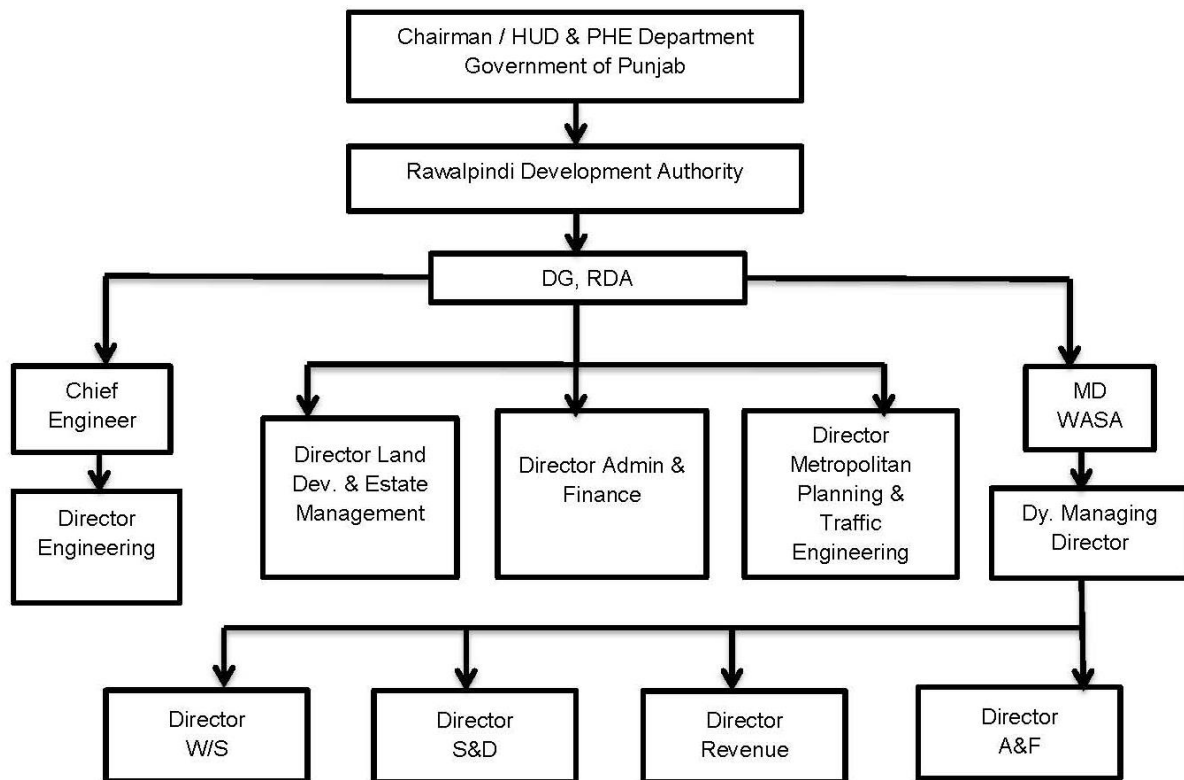 Chairman / HUD & PHE Department
Government of Punjab
Rawalpindi Development Authority
DG, RDA
Chief
Engineer
Director Land
Dev. & Estate
Management
Director Admin &
Finance
Director
Metropolitan
Planning &
Traffic
Engineering
MD
WASA
Director
Engineering
Dy. Managing
Director
Director
W/S
Director
S&D
Director
Revenue
Director
A&F